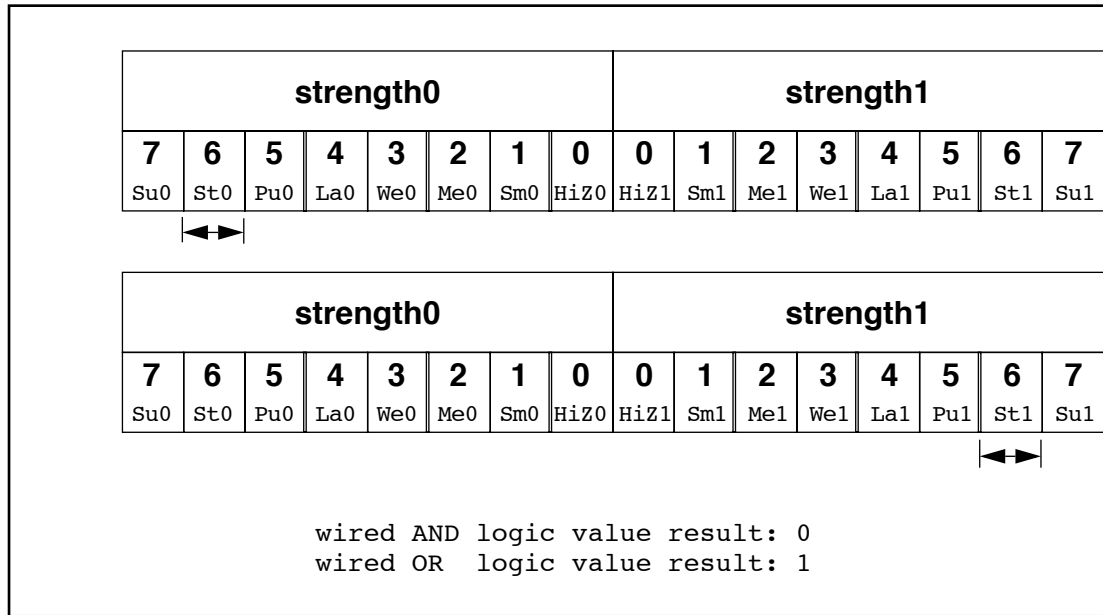 strength0 strength1
7 6 5 4 3 2 1 0 0 1 2 3 4 5 6 7
Su0 St0 Pu0 La0 We0 Me0 Sm0 HiZ0 HiZ1 Sm1 Me1 We1 La1 Pu1 St1 Su1
strength0 strength1
7 6 5 4 3 2 1 0 0 1 2 3 4 5 6 7
Su0 St0 Pu0 La0 We0 Me0 Sm0 HiZ0 HiZ1 Sm1 Me1 We1 La1 Pu1 St1 Su1
wired AND logic value result: 0
wired OR logic value result: 1